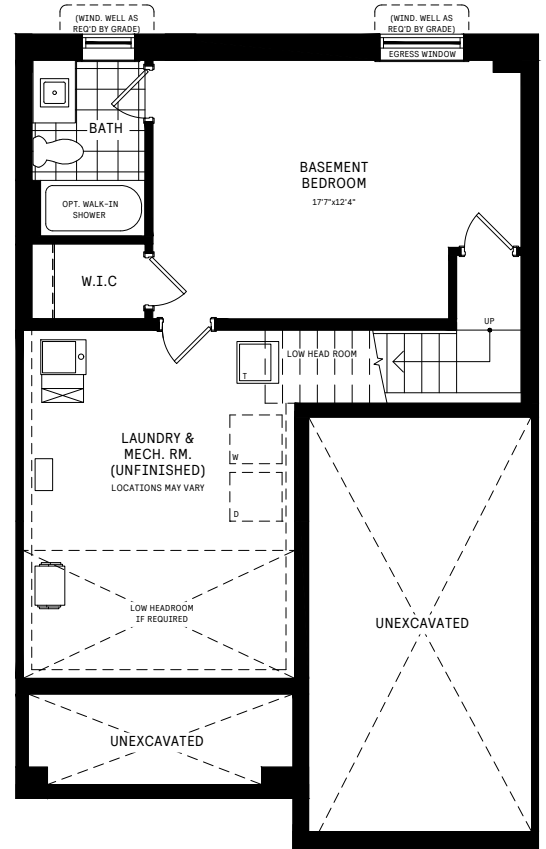 (WIND. WELL AS
REQ'D BY GRADE)
(WIND. WELL AS
REQ'D BY GRADE)
EGRESS WINDOW
BATH
BASEMENT
BEDROOM
17'7"x12'4"
OPT. WALK-IN
SHOWER
W.I.C
UP
LOW HEAD ROOM
T
LAUNDRY &
MECH. RM.
(UNFINISHED)
LOCATIONS MAY VARY
W
D
LOW HEADROOM
IF REQUIRED
UNEXCAVATED
UNEXCAVATED